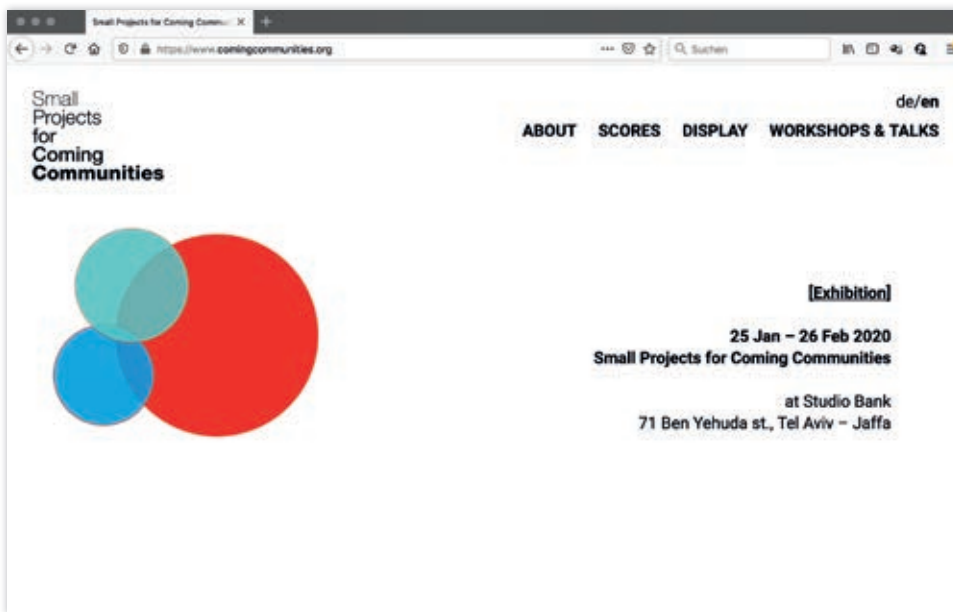 Small Projects for Coming Commu
https://www.comingcommunities.org
Suchen
Small
Projects
for
Coming
Communities
de/en
ABOUT SCORES DISPLAY WORKSHOPS & TALKS
[Exhibition]
25 Jan – 26 Feb 2020
Small Projects for Coming Communities
at Studio Bank
71 Ben Yehuda st., Tel Aviv – Jaffa